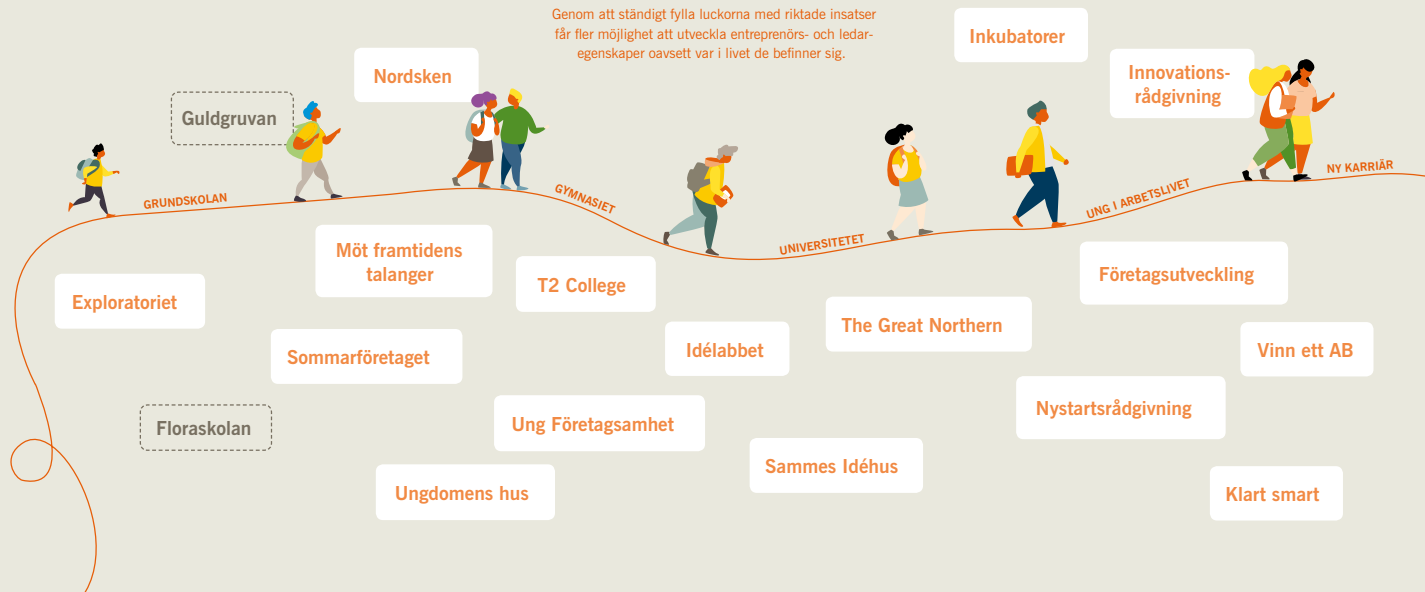 Genom att ständigt fylla luckorna med riktade insatser
får fler möjlighet att utveckla entreprenörs- och ledar-
egenskaper oavsett var i livet de befinner sig.
Inkubatorer
Nordsken
Innovations-
rådgivning
Guldgruvan
GRUNDSKOLAN
GYMNASIET
UNIVERSITETET
UNG I ARBETSLIVET
NY KARRIÄR
Möt framtidens
talanger
Exploratoriet
T2 College
Företagsutveckling
The Great Northern
Sommarföretaget
Idélabbet
Vinn ett AB
Floraskolan
Ung Företagsamhet
Nystartsrådgivning
Sammes Idéhus
Ungdomens hus
Klart smart